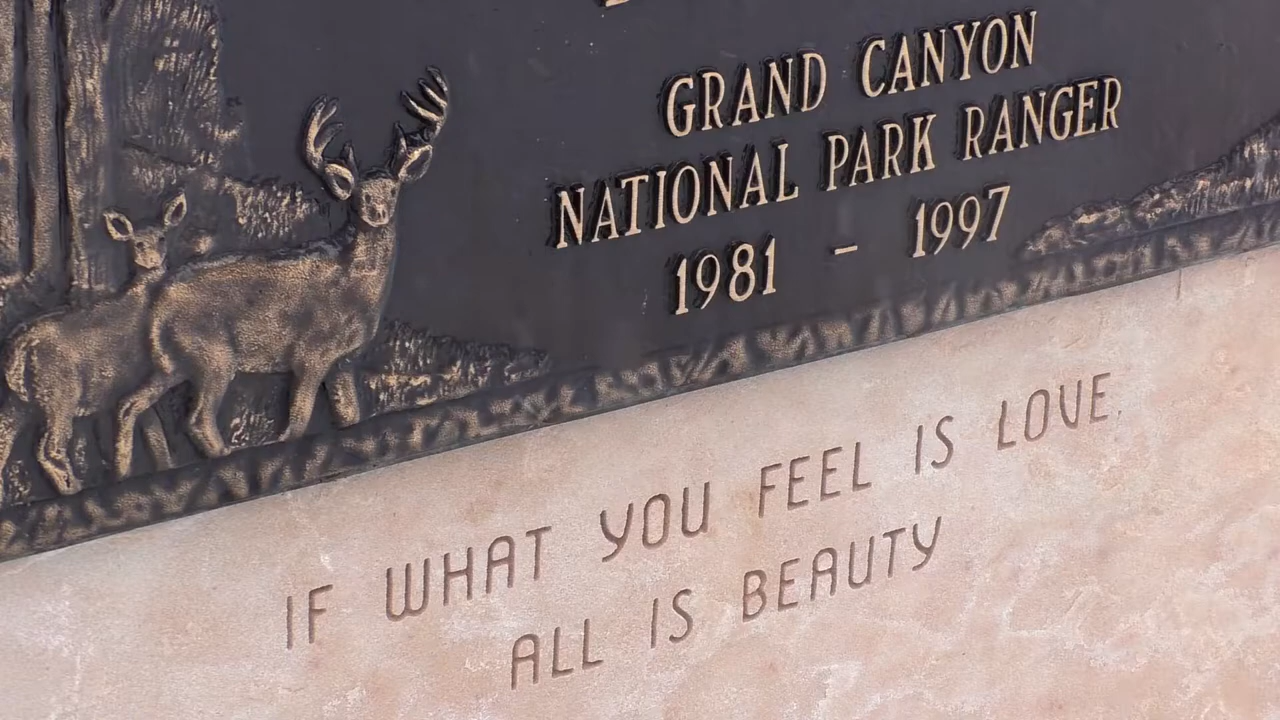 GRAND CANYON
NATIONAL PARK RANGER
1981 - 1997
IF WHAT YOU FEEL IS LOVE,
ALL IS BEAUTY